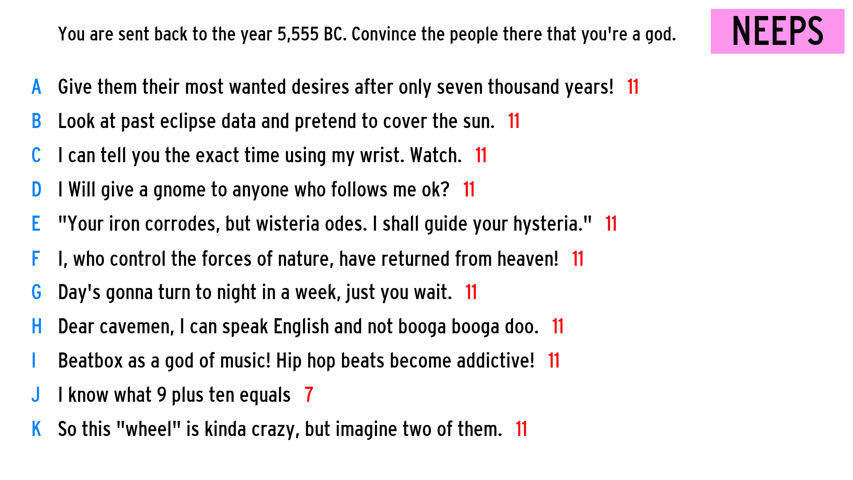 You are sent back to the year 5,555 BC. Convince the people there that you're a god.
NEEPS
A Give them their most wanted desires after only seven thousand years! 11
B Look at past eclipse data and pretend to cover the sun. 11
C I can tell you the exact time using my wrist. Watch. 11
D I Will give a gnome to anyone who follows me ok? 11
E "Your iron corrodes, but wisteria odes. I shall guide your hysteria." 11
F I, who control the forces of nature, have returned from heaven! 11
G Day's gonna turn to night in a week, just you wait. 11
H Dear cavemen, I can speak English and not booga booga doo. 11
I Beatbox as a god of music! Hip hop beats become addictive! 11
J I know what 9 plus ten equals 7
K So this "wheel" is kinda crazy, but imagine two of them. 11